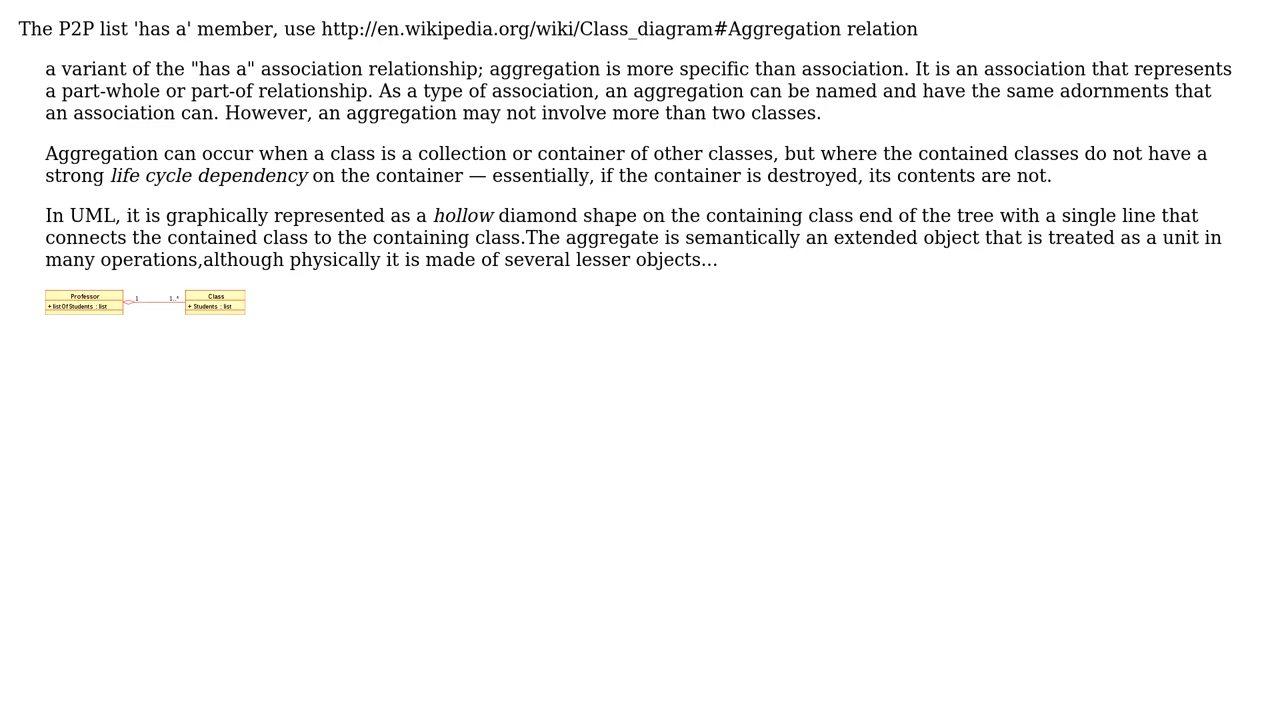 The P2P list 'has a' member, use http://en.wikipedia.org/wiki/Class_diagram#Aggregation relation
a variant of the "has a" association relationship; aggregation is more specific than association. It is an association that represents
a part-whole or part-of relationship. As a type of association, an aggregation can be named and have the same adornments that
an association can. However, an aggregation may not involve more than two classes.
Aggregation can occur when a class is a collection or container of other classes, but where the contained classes do not have a
strong life cycle dependency on the container — essentially, if the container is destroyed, its contents are not.
In UML, it is graphically represented as a hollow diamond shape on the containing class end of the tree with a single line that
connects the contained class to the containing class.The aggregate is semantically an extended object that is treated as a unit in
many operations,although physically it is made of several lesser objects...
Professor 1 1..* Class
+ listOfStudents : list + Students : list